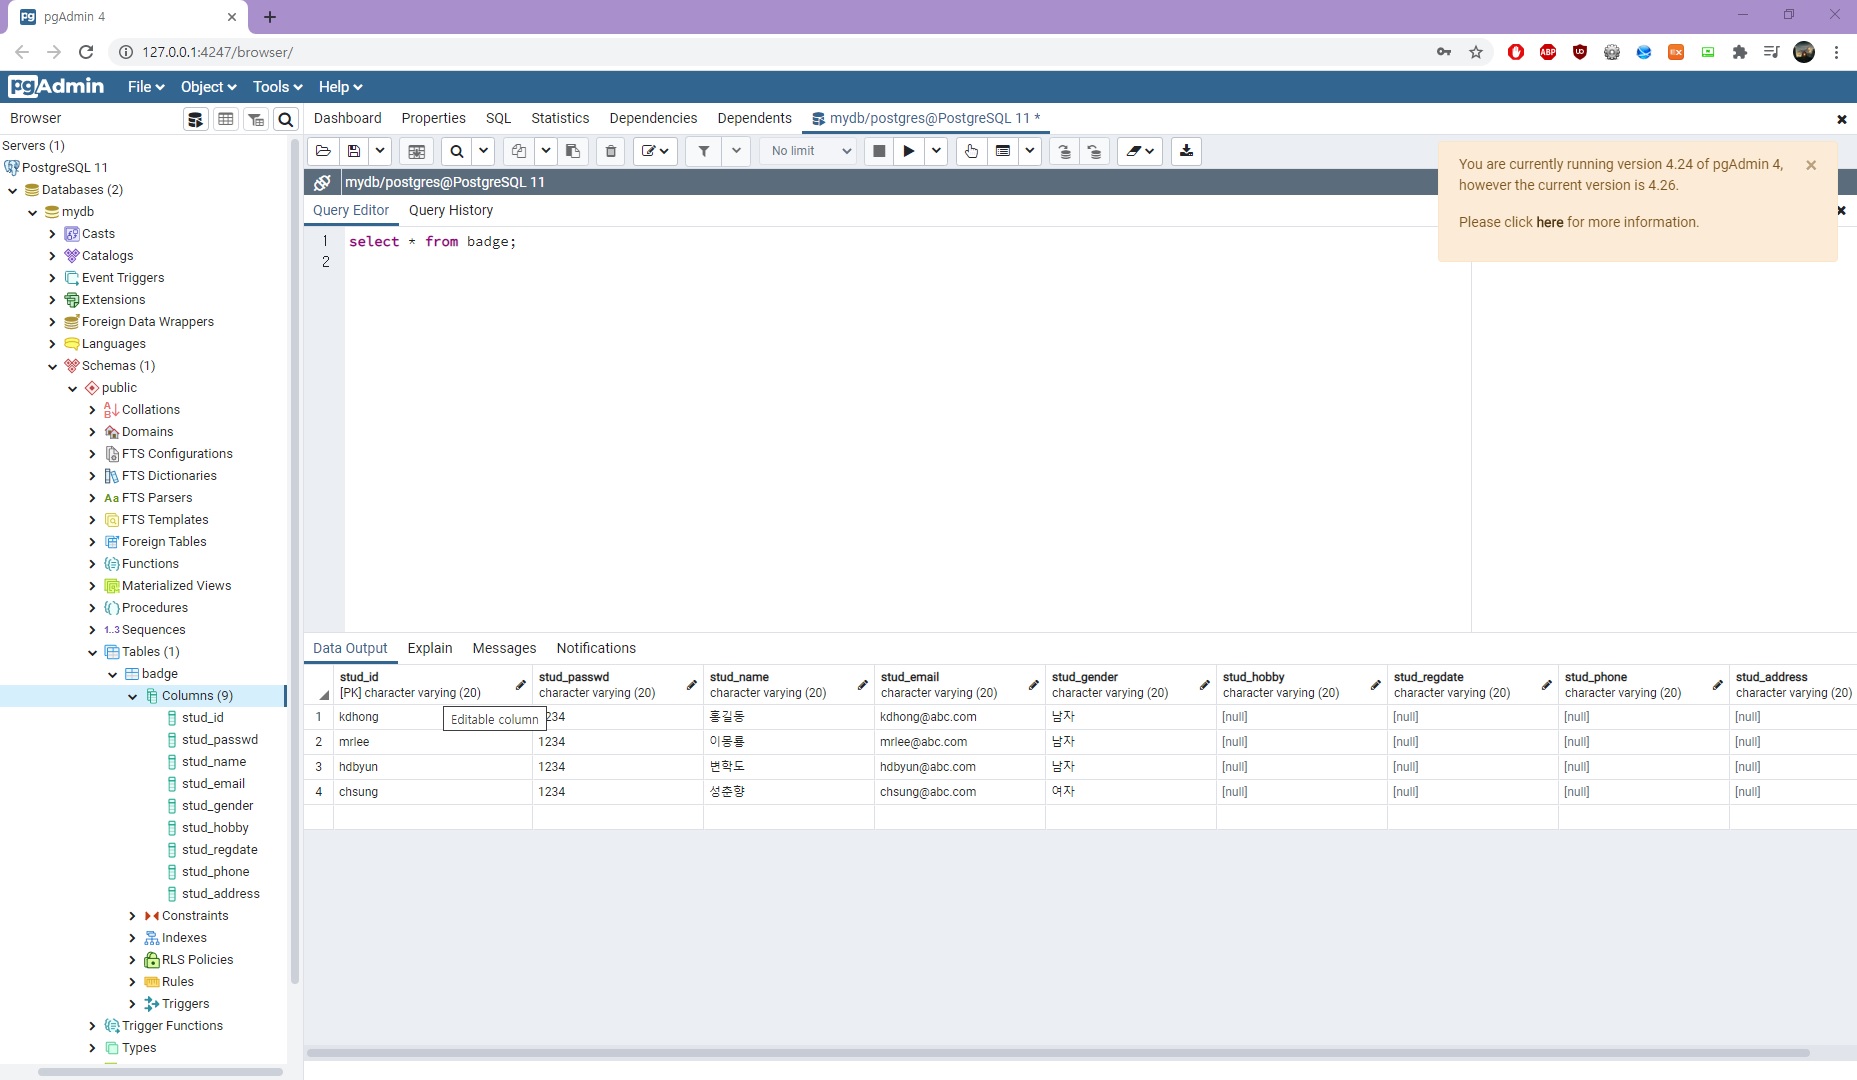 pgAdmin 4
127.0.0.1:4247/browser/
pgAdmin File Object Tools Help
Browser
Dashboard Properties SQL Statistics Dependencies Dependents mydb/postgres@PostgreSQL 11 *
No limit
mydb/postgres@PostgreSQL 11
Query Editor Query History
1 select * from badge;
2
You are currently running version 4.24 of pgAdmin 4,
however the current version is 4.26.
Please click here for more information.
Servers (1)
PostgreSQL 11
Databases (2)
mydb
Casts
Catalogs
Event Triggers
Extensions
Foreign Data Wrappers
Languages
Schemas (1)
public
Collations
Domains
FTS Configurations
FTS Dictionaries
Aa FTS Parsers
FTS Templates
Foreign Tables
Functions
Materialized Views
Procedures
1..3 Sequences
Tables (1)
badge
Columns (9)
stud_id
stud_passwd
stud_name
stud_email
stud_gender
stud_hobby
stud_regdate
stud_phone
stud_address
Constraints
Indexes
RLS Policies
Rules
Triggers
Trigger Functions
Types
Data Output Explain Messages Notifications
stud_id stud_passwd stud_name stud_email stud_gender stud_hobby stud_regdate stud_phone stud_address
[PK] character varying (20) character varying (20) character varying (20) character varying (20) character varying (20) character varying (20) character varying (20) character varying (20) character varying (20)
1 kdhong 234 홍길동 kdhong@abc.com 남자 [null] [null] [null] [null]
Editable column
2 mrlee 1234 이몽룡 mrlee@abc.com 남자 [null] [null] [null] [null]
3 hdbyun 1234 변학도 hdbyun@abc.com 남자 [null] [null] [null] [null]
4 chsung 1234 성춘향 chsung@abc.com 여자 [null] [null] [null] [null]